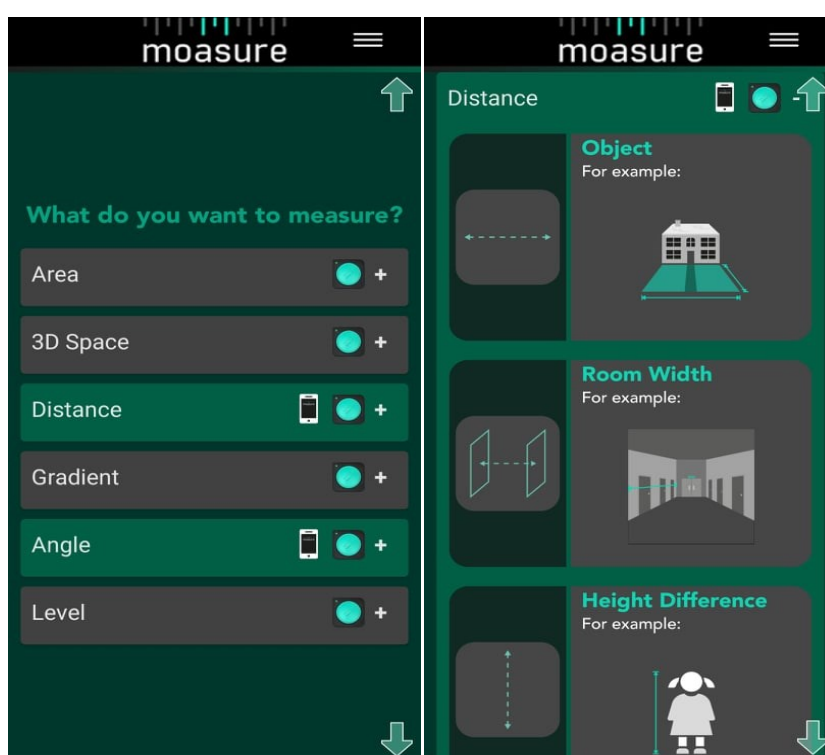 moasure
What do you want to measure?
Area +
3D Space +
Distance +
Gradient +
Angle +
Level +
moasure
Distance -
Object
For example:
Room Width
For example:
Height Difference
For example: